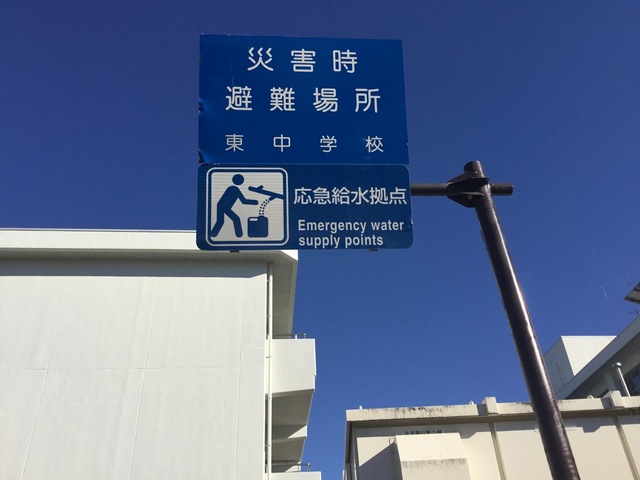 災害時
避難場所
東中学校
応急給水拠点
Emergency water
supply points